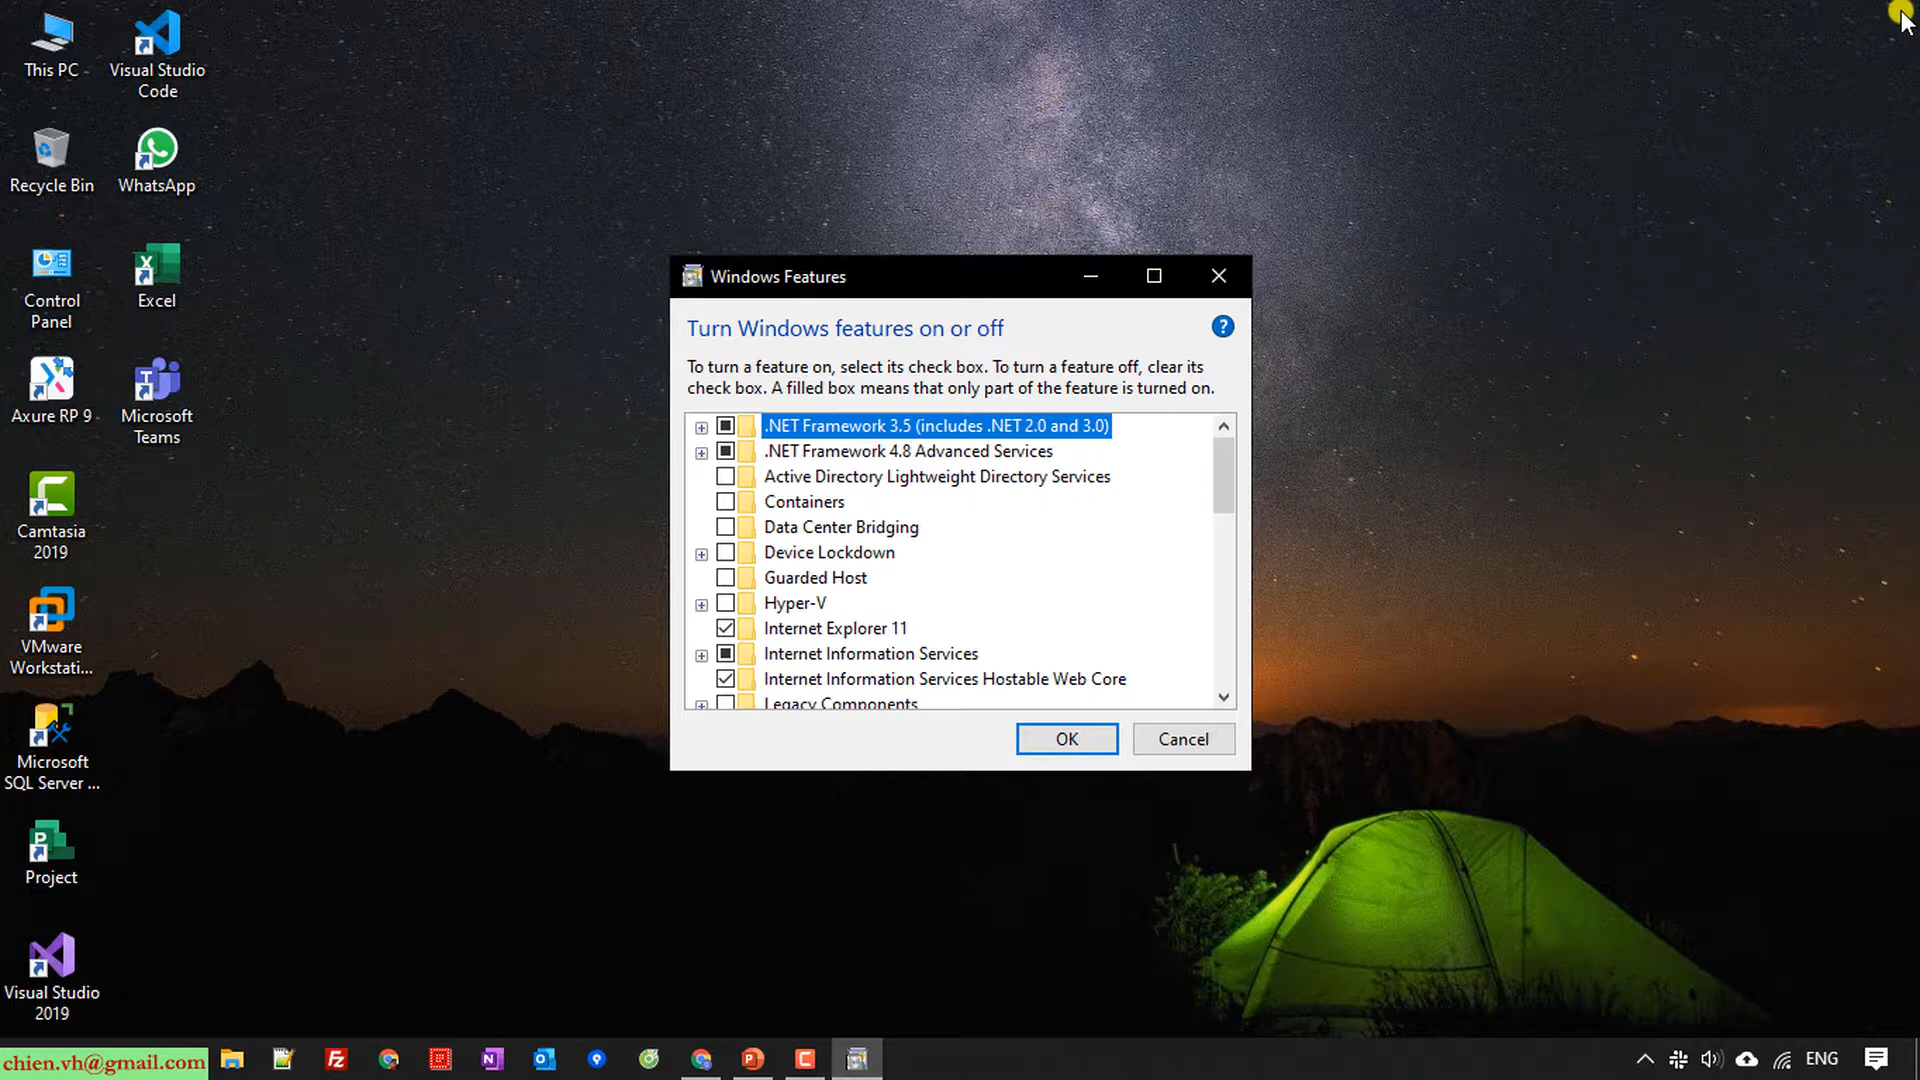 This PC
Visual Studio
Code
Recycle Bin
WhatsApp
Control
Panel
Excel
Axure RP 9
Microsoft
Teams
Camtasia
2019
VMware
Workstati...
Microsoft
SQL Server ...
Project
Visual Studio
2019
Windows Features
Turn Windows features on or off
To turn a feature on, select its check box. To turn a feature off, clear its
check box. A filled box means that only part of the feature is turned on.
.NET Framework 3.5 (includes .NET 2.0 and 3.0)
.NET Framework 4.8 Advanced Services
Active Directory Lightweight Directory Services
Containers
Data Center Bridging
Device Lockdown
Guarded Host
Hyper-V
Internet Explorer 11
Internet Information Services
Internet Information Services Hostable Web Core
Legacy Components
OK
Cancel
chien.vh@gmail.com
ENG